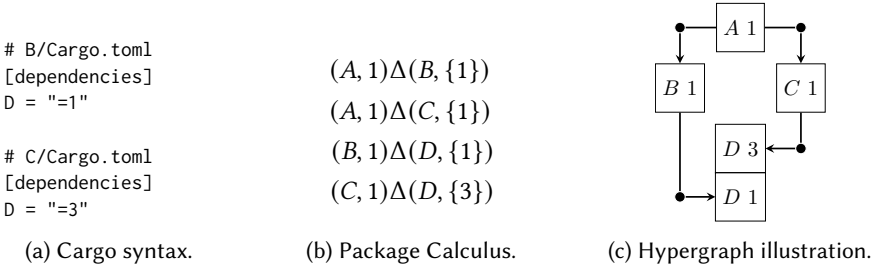 # B/Cargo.toml
[dependencies]
D = "=1"
# C/Cargo.toml
[dependencies]
D = "=3"
(a) Cargo syntax.
(A, 1)Δ(B, {1})
(A, 1)Δ(C, {1})
(B, 1)Δ(D, {1})
(C, 1)Δ(D, {3})
(b) Package Calculus.
A 1
B 1
C 1
D 3
D 1
(c) Hypergraph illustration.